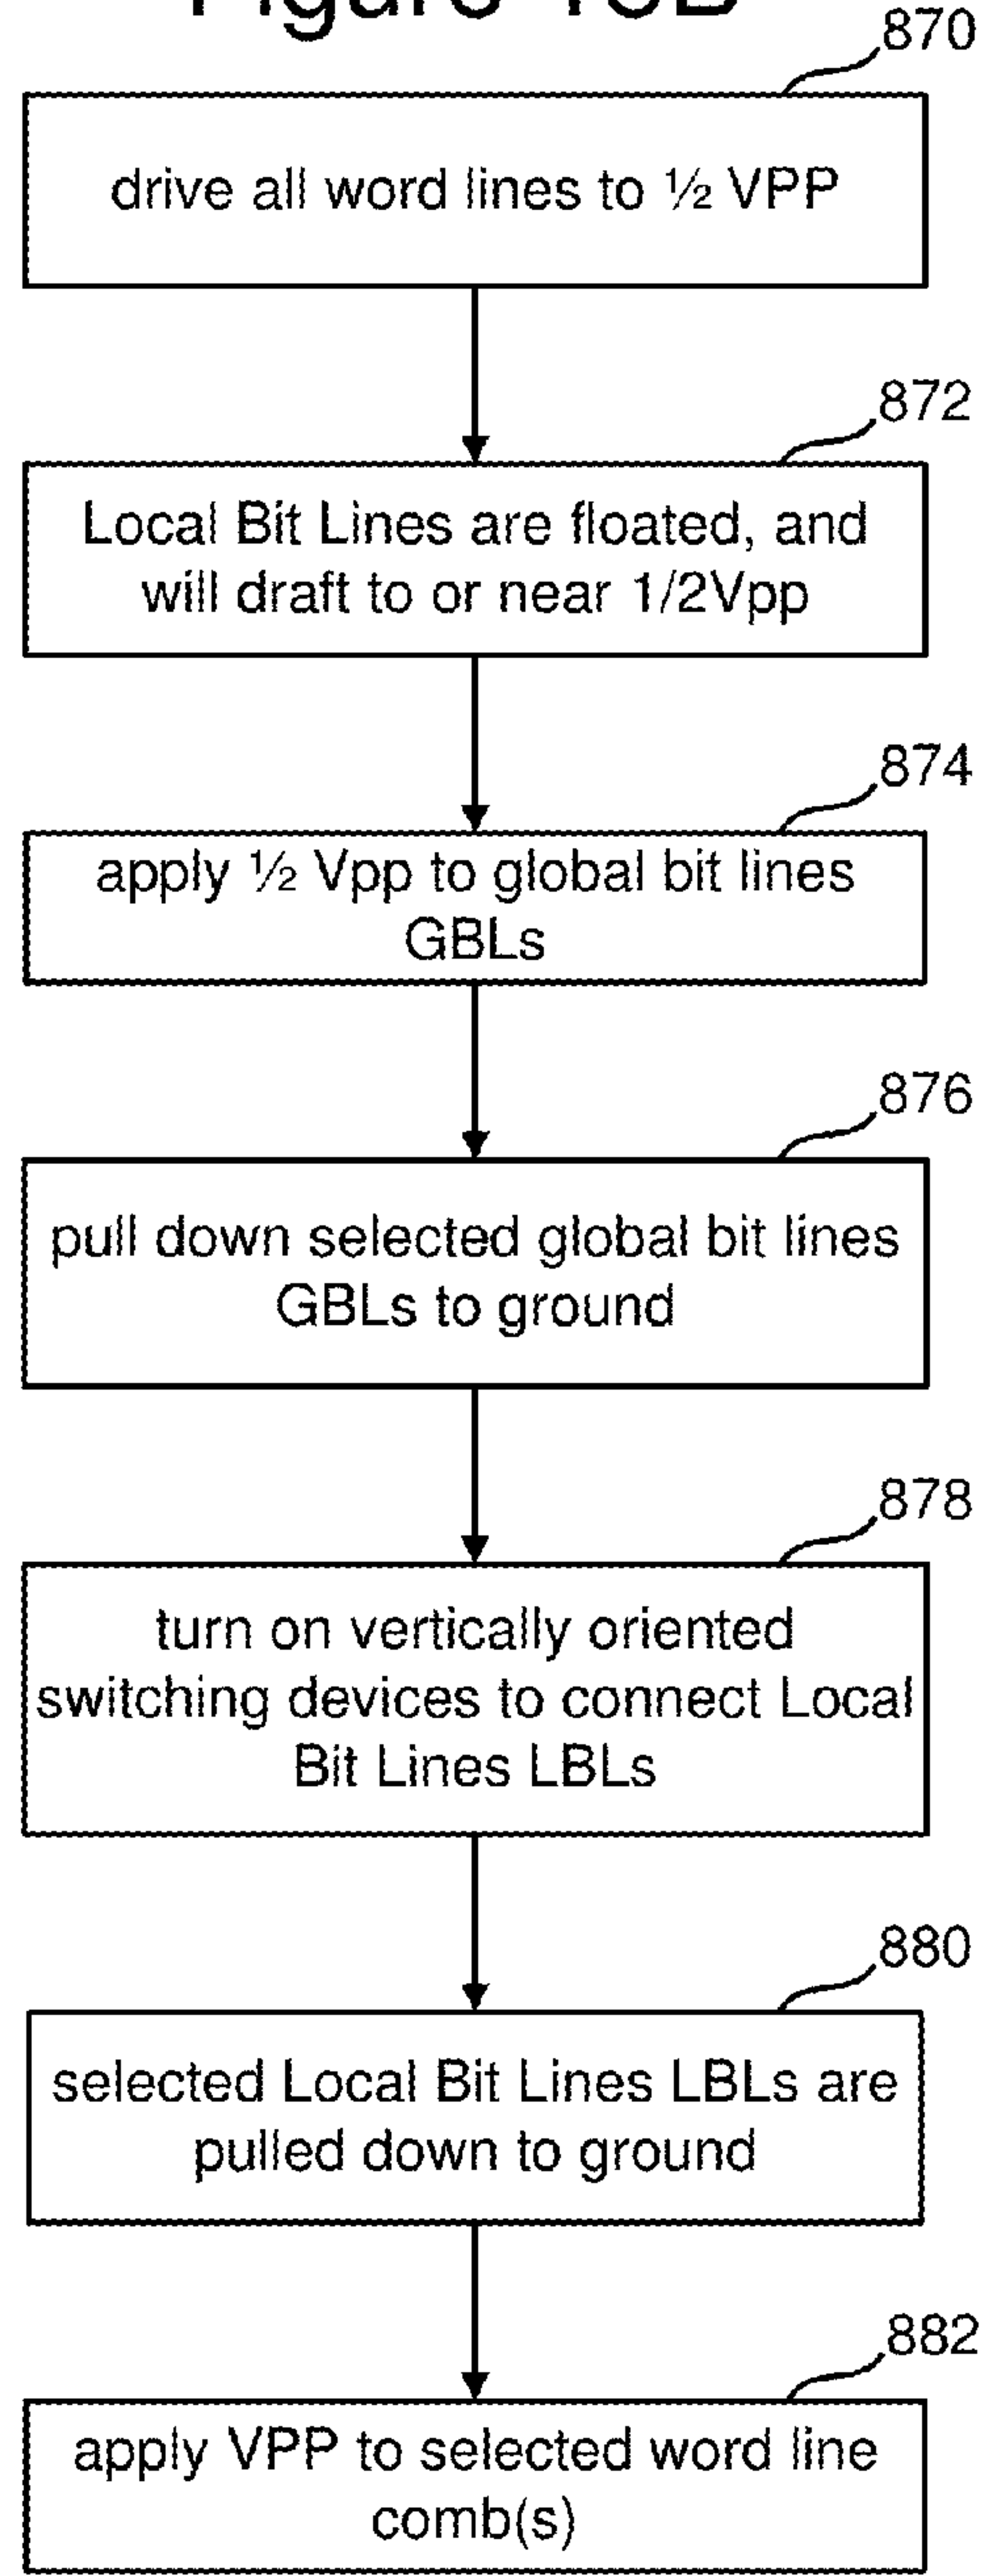 870
drive all word lines to ½ VPP
872
Local Bit Lines are floated, and
will draft to or near 1/2Vpp
874
apply ½ Vpp to global bit lines
GBLs
876
pull down selected global bit lines
GBLs to ground
878
turn on vertically oriented
switching devices to connect Local
Bit Lines LBLs
880
selected Local Bit Lines LBLs are
pulled down to ground
882
apply VPP to selected word line
comb(s)